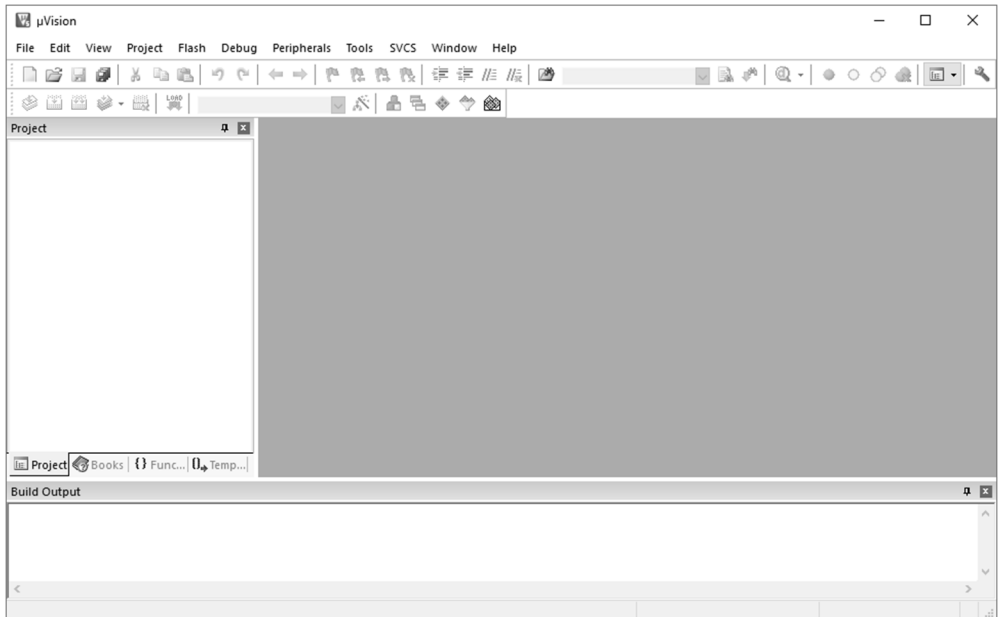 µVision
File Edit View Project Flash Debug Peripherals Tools SVCS Window Help
LOAD
Project
Project Books {} Func... Temp...
Build Output